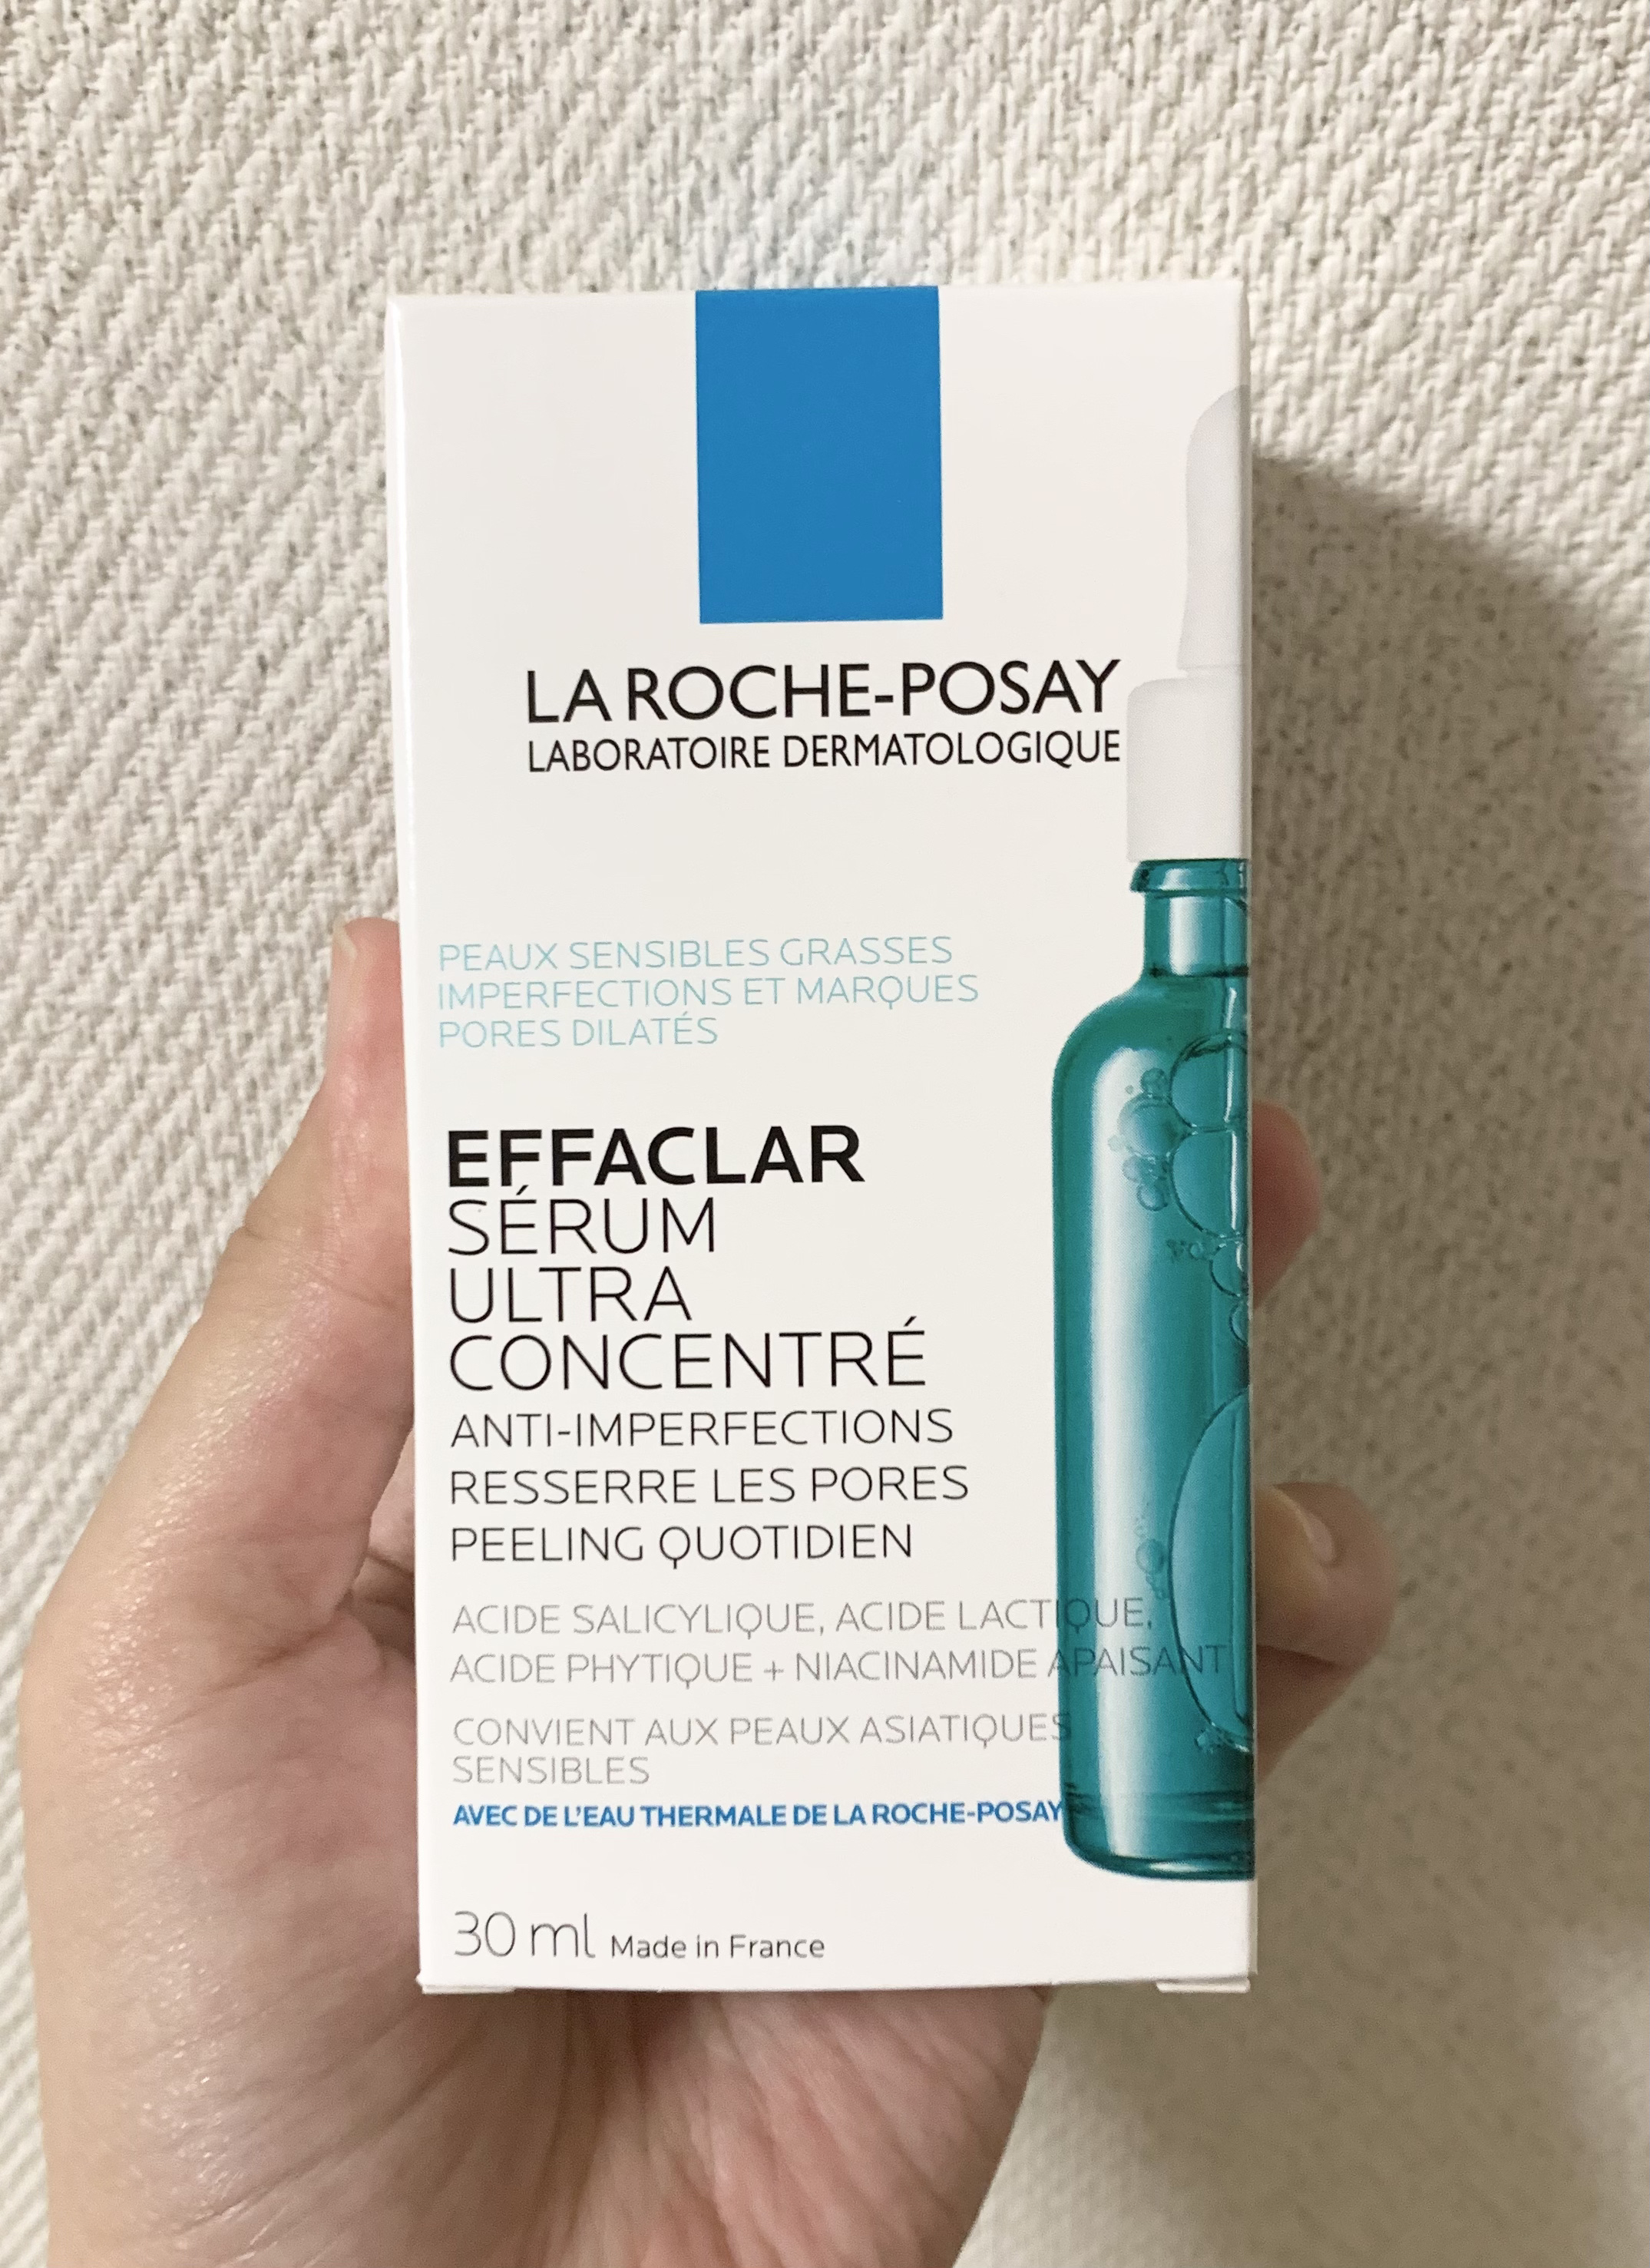 LA ROCHE-POSAY
LABORATOIRE DERMATOLOGIQUE
PEAUX SENSIBLES GRASSES
IMPERFECTIONS ET MARQUES
PORES DILATÉS
EFFACLAR
SÉRUM
ULTRA
CONCENTRÉ
ANTI-IMPERFECTIONS
RESSERRE LES PORES
PEELING QUOTIDIEN
ACIDE SALICYLIQUE, ACIDE LACTIQUE,
ACIDE PHYTIQUE + NIACINAMIDE APAISANT
CONVIENT AUX PEAUX ASIATIQUES
SENSIBLES
AVEC DE L'EAU THERMALE DE LA ROCHE-POSAY
30 ml Made in France